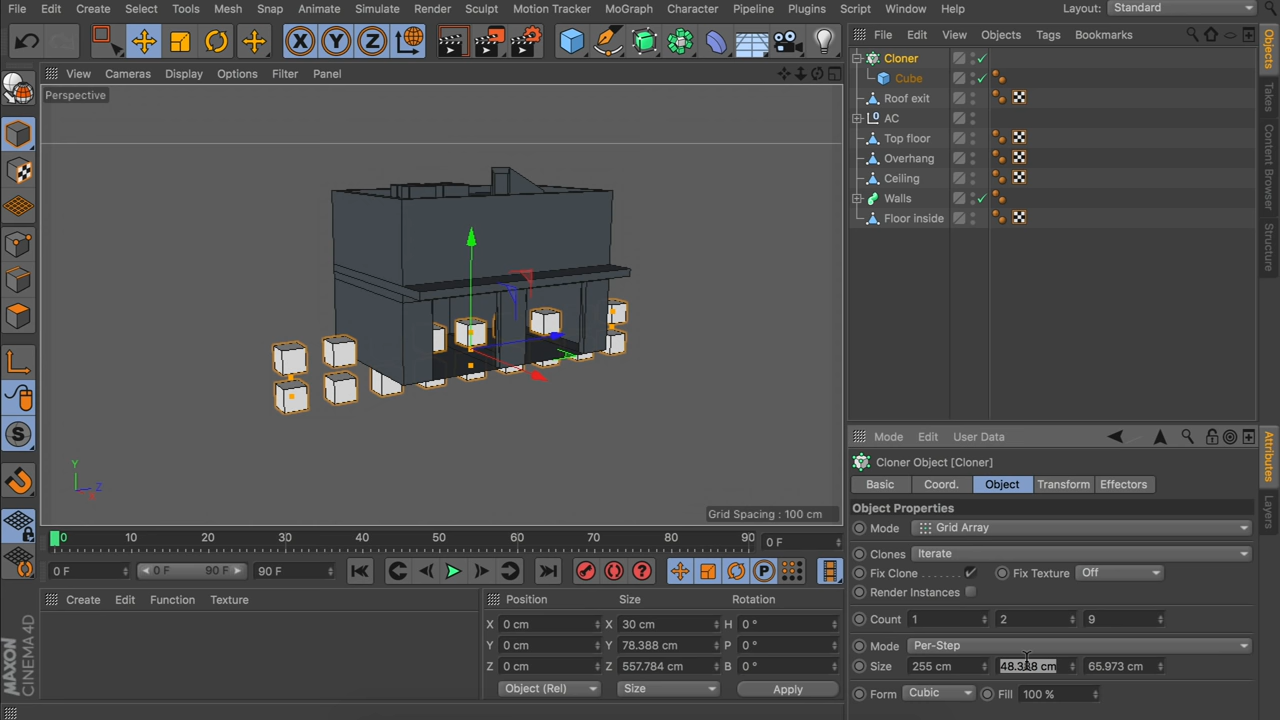 File Edit Create Select Tools Mesh Snap Animate Simulate Render Sculpt Motion Tracker MoGraph Character Pipeline Plugins Script Window Help Layout: Standard
X Y Z
View Cameras Display Options Filter Panel
Perspective
Grid Spacing : 100 cm
File Edit View Objects Tags Bookmarks
Cloner
Cube
Roof exit
AC
Top floor
Overhang
Ceiling
Walls
Floor inside
Objects
Takes
Content Browser
Structure
Mode Edit User Data
Cloner Object [Cloner]
Basic Coord. Object Transform Effectors
Object Properties
Mode Grid Array
Clones Iterate
Fix Clone Fix Texture Off
Render Instances
Count 1 2 9
Mode Per-Step
Size 255 cm 48.388 cm 65.973 cm
Form Cubic Fill 100 %
Attributes
Layers
0 10 20 30 40 50 60 70 80 90 0 F
0 F 0 F 90 F 90 F
Create Edit Function Texture
Position Size Rotation
X 0 cm X 30 cm H 0 °
Y 0 cm Y 78.388 cm P 0 °
Z 0 cm Z 557.784 cm B 0 °
Object (Rel) Size Apply
MAXON
CINEMA 4D
Y
Z